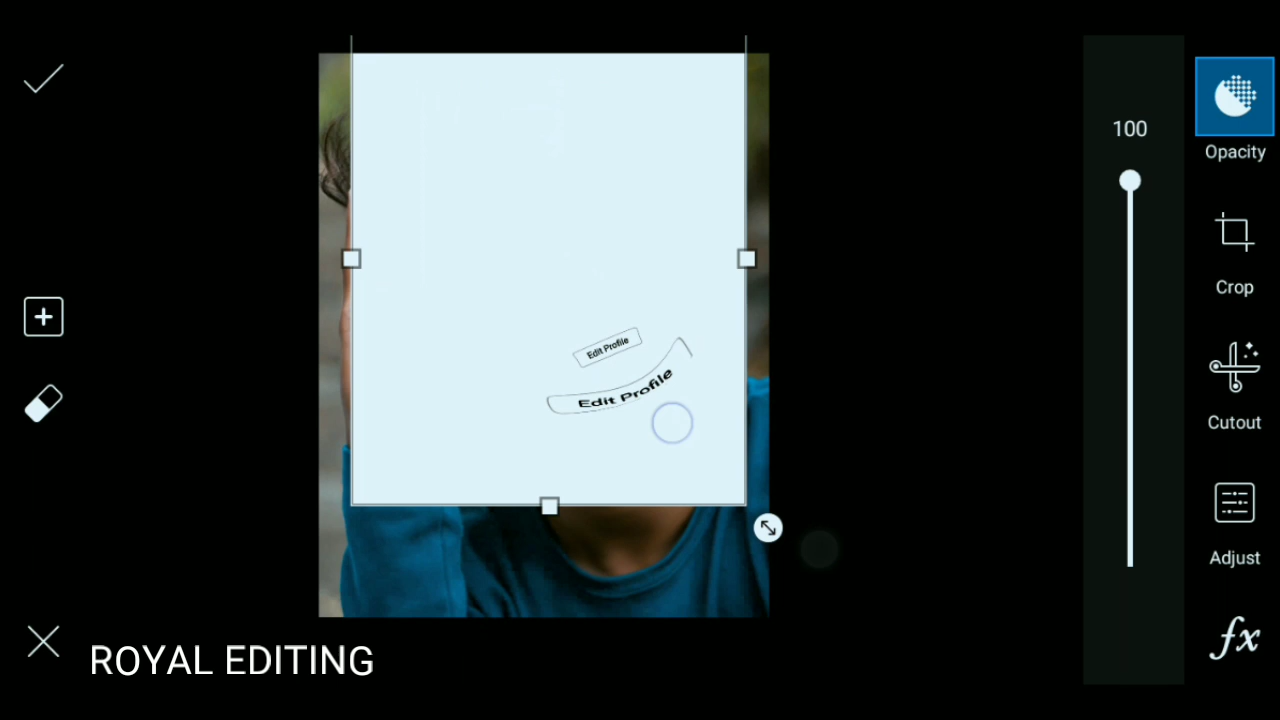 100
Opacity
Crop
Edit Profile
Edit Profile
Cutout
Adjust
fx
ROYAL EDITING